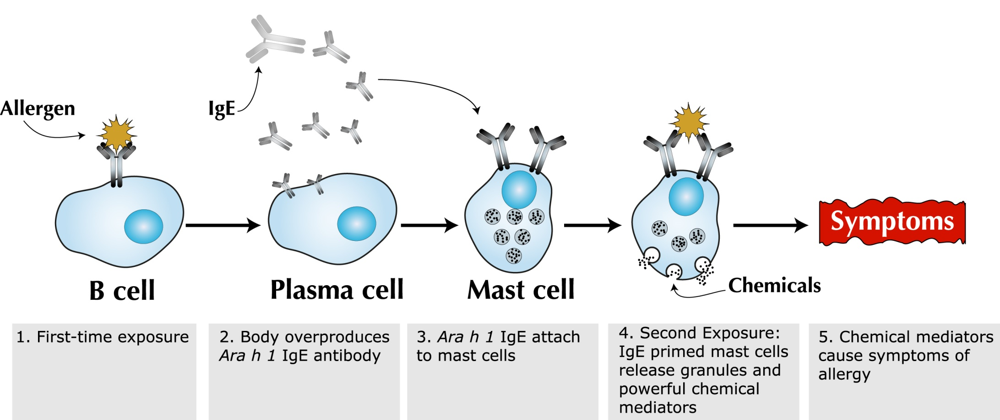 Allergen
IgE
Symptoms
Chemicals
B cell
Plasma cell
Mast cell
1. First-time exposure
2. Body overproduces
Ara h 1 IgE antibody
3. Ara h 1 IgE attach
to mast cells
4. Second Exposure:
IgE primed mast cells
release granules and
powerful chemical
mediators
5. Chemical mediators
cause symptoms of
allergy